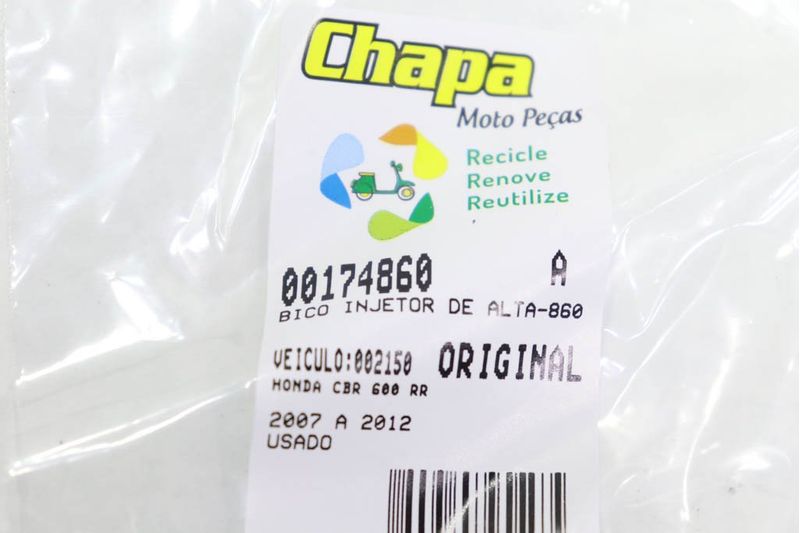 Chapa
Moto Peças
Recicle
Renove
Reutilize
00174860 A
BICO INJETOR DE ALTA-860
VEICULO:002150 ORIGINAL
HONDA CBR 600 RR
2007 A 2012
USADO